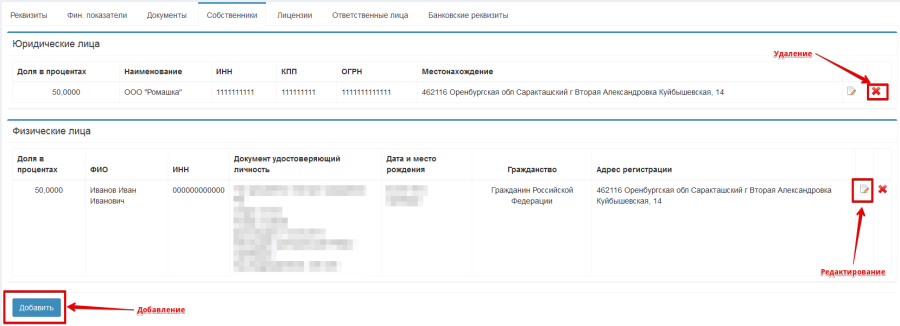 Реквизиты Фин. показатели Документы Собственники Лицензии Ответственные лица Банковские реквизиты
Юридические лица
Удаление
Доля в процентах Наименование ИНН КПП ОГРН Местонахождение
50,0000 ООО "Ромашка" 1111111111 111111111 1111111111111 462116 Оренбургская обл Саракташский г Вторая Александровка Куйбышевская, 14
Физические лица
Доля в процентах ФИО ИНН Документ удостоверяющий личность Дата и место рождения Гражданство Адрес регистрации
50,0000 Иванов Иван Иванович 000000000000 Гражданин Российской Федерации 462116 Оренбургская обл Саракташский г Вторая Александровка Куйбышевская, 14
Редактирование
Добавить
Добавление